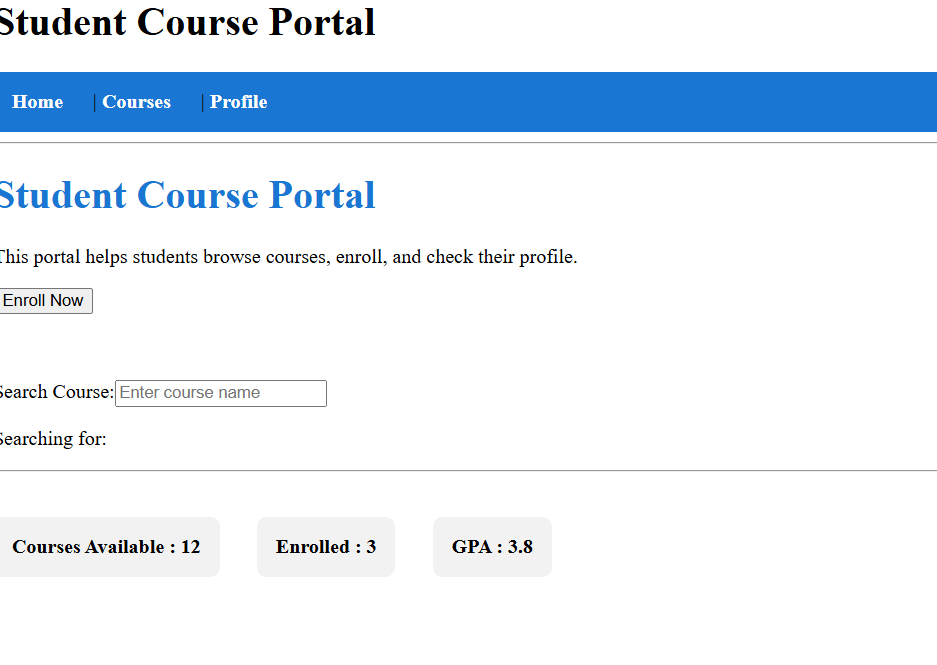 Student Course Portal
Home | Courses | Profile
Student Course Portal
This portal helps students browse courses, enroll, and check their profile.
Enroll Now
Search Course: Enter course name
Searching for:
Courses Available : 12 Enrolled : 3 GPA : 3.8